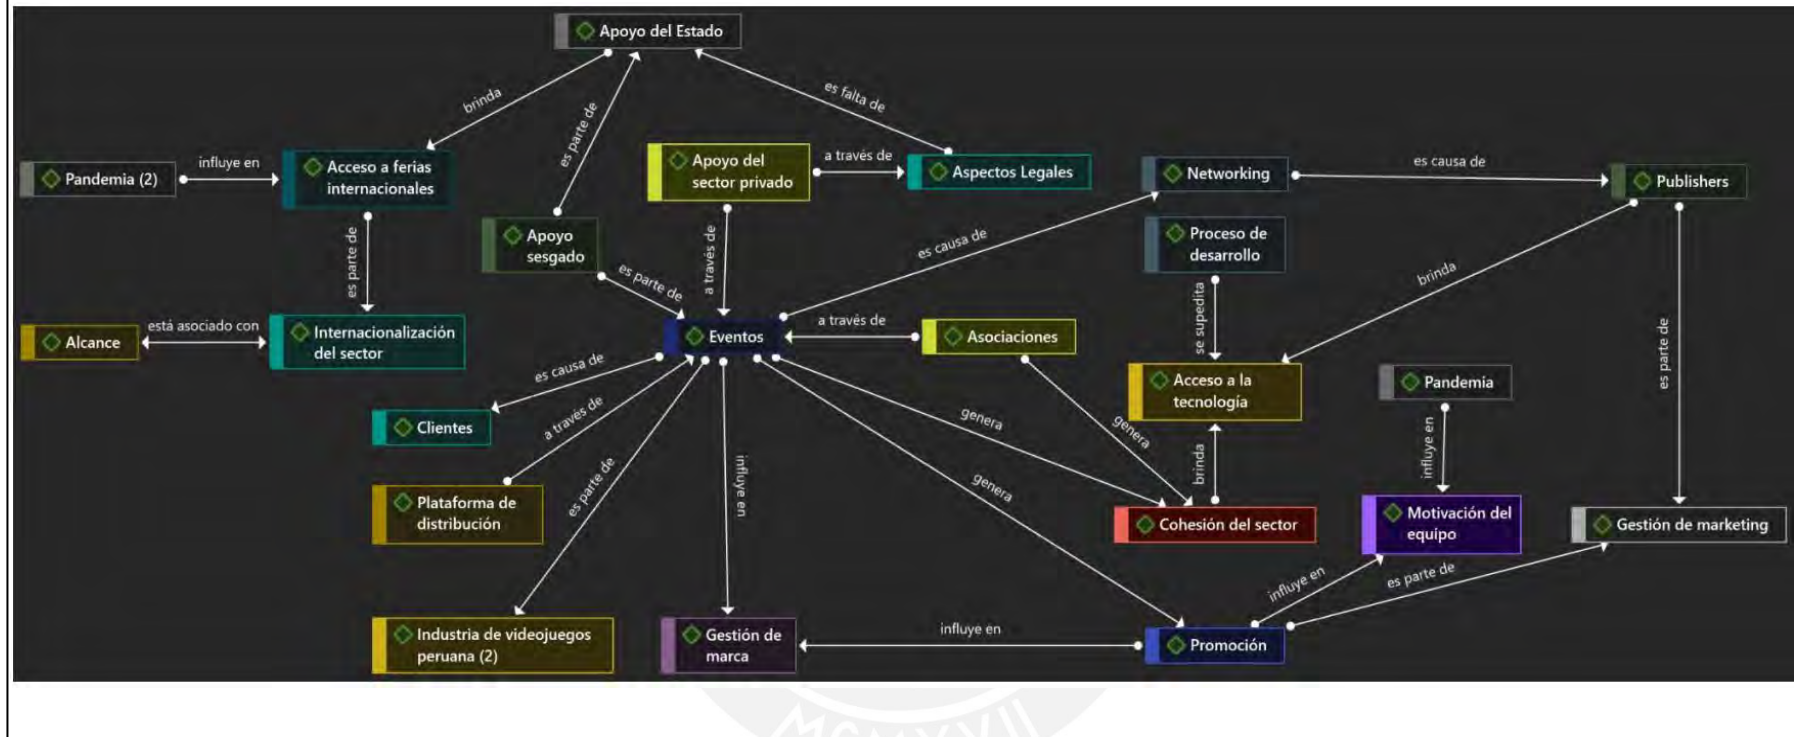 Apoyo del Estado
brinda
es parte de
es falta de
Pandemia (2)
influye en
Acceso a ferias
internacionales
Apoyo del
sector privado
a través de
Aspectos Legales
Networking
es causa de
Publishers
Apoyo
sesgado
es parte de
es parte de
a través de
es causa de
Proceso de
desarrollo
brinda
Alcance
está asociado con
Internacionalización
del sector
Eventos
a través de
Asociaciones
se supedita
es parte de
es causa de
Acceso a la
tecnología
Pandemia
Clientes
a través de
genera
genera
brinda
influye en
Plataforma de
distribución
es parte de
influye en
genera
Cohesión del sector
Motivación del
equipo
Gestión de marketing
influye en
es parte de
Industria de videojuegos
peruana (2)
Gestión de
marca
influye en
Promoción
MCMXVII